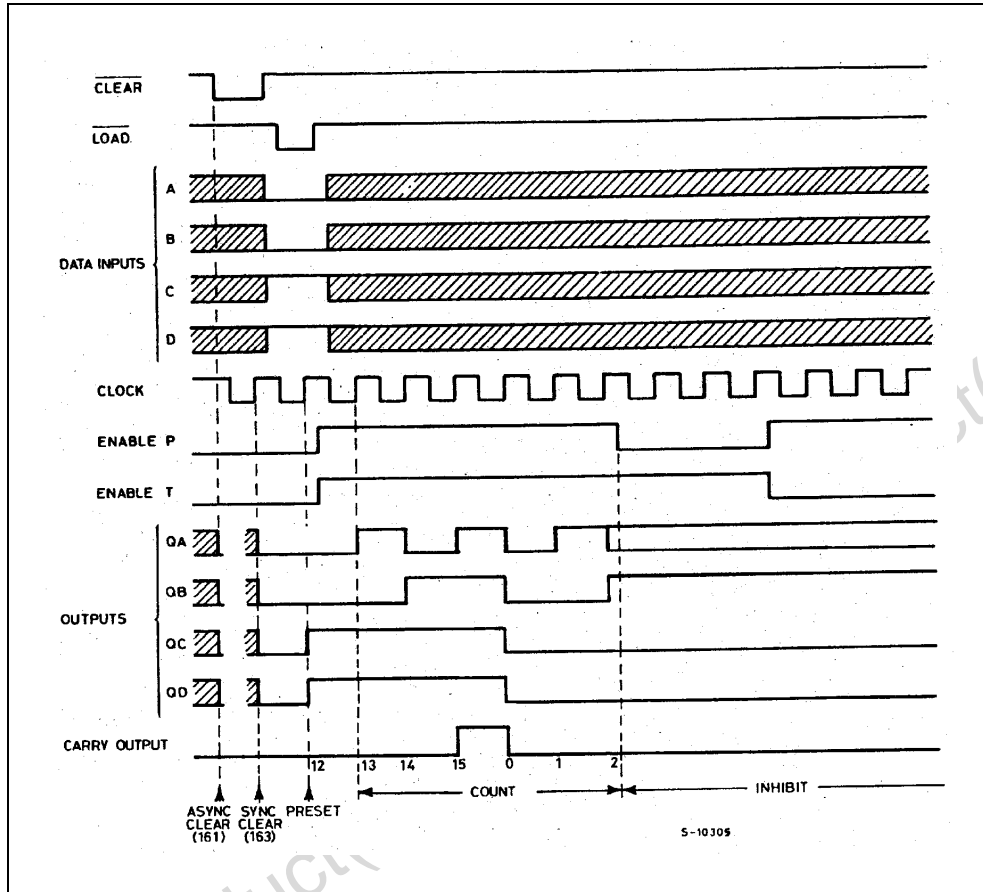 CLEAR
LOAD
DATA INPUTS
A
B
C
D
CLOCK
ENABLE P
ENABLE T
OUTPUTS
QA
QB
QC
QD
CARRY OUTPUT
12 13 14 15 0 1 2
COUNT
INHIBIT
ASYNC CLEAR (161)
SYNC CLEAR (163)
PRESET
S-10309